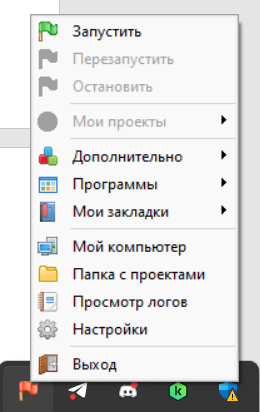 Запустить
Перезапустить
Остановить
Мои проекты
Дополнительно
Программы
Мои закладки
Мой компьютер
Папка с проектами
Просмотр логов
Настройки
Выход